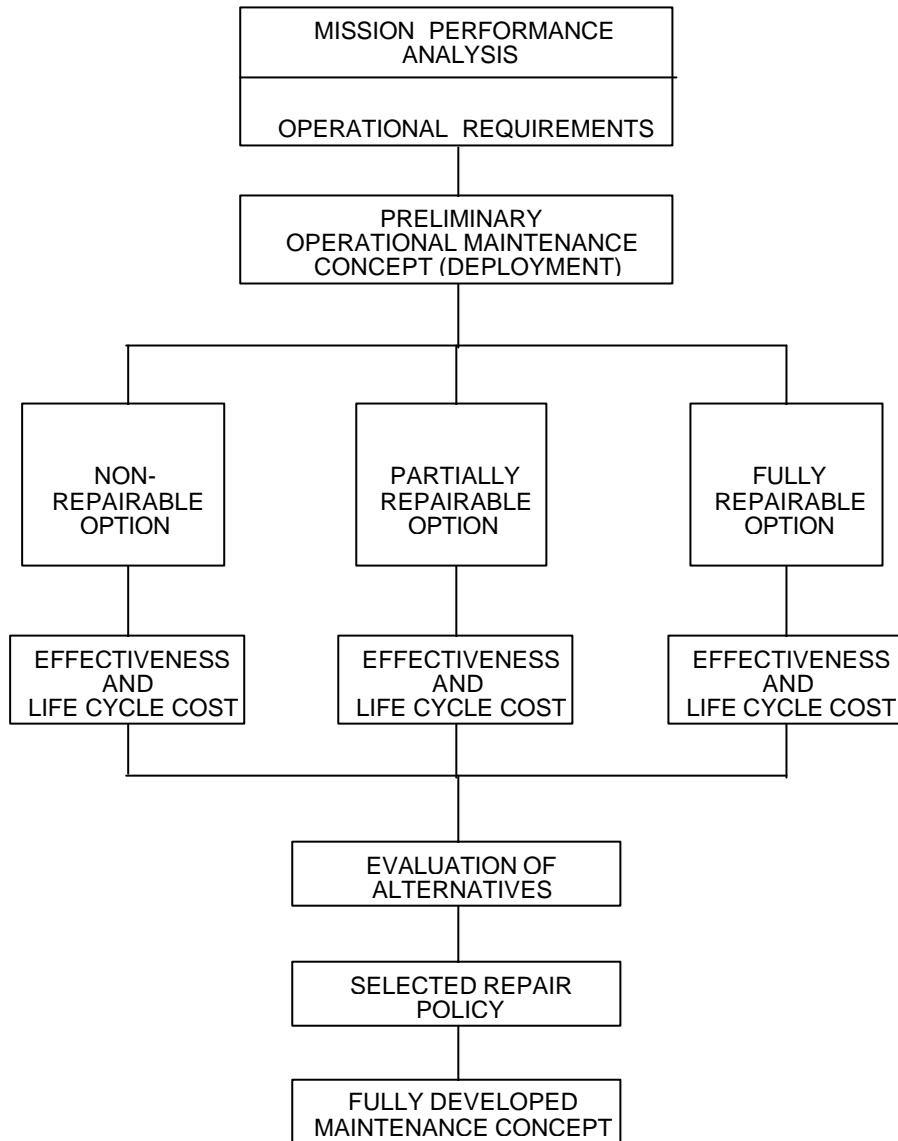 MISSION PERFORMANCE
ANALYSIS
OPERATIONAL REQUIREMENTS
PRELIMINARY
OPERATIONAL MAINTENANCE
CONCEPT (DEPLOYMENT)
NON-
REPAIRABLE
OPTION
PARTIALLY
REPAIRABLE
OPTION
FULLY
REPAIRABLE
OPTION
EFFECTIVENESS
AND
LIFE CYCLE COST
EFFECTIVENESS
AND
LIFE CYCLE COST
EFFECTIVENESS
AND
LIFE CYCLE COST
EVALUATION OF
ALTERNATIVES
SELECTED REPAIR
POLICY
FULLY DEVELOPED
MAINTENANCE CONCEPT